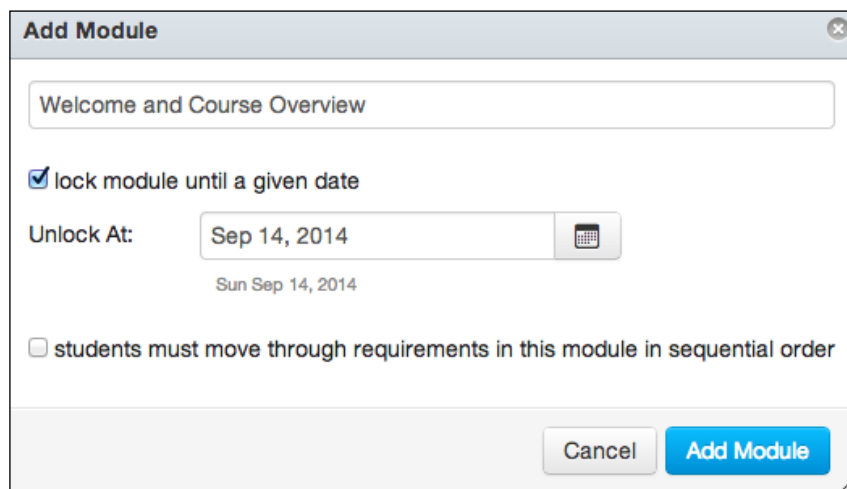 Add Module
Welcome and Course Overview
lock module until a given date
Unlock At: Sep 14, 2014
Sun Sep 14, 2014
students must move through requirements in this module in sequential order
Cancel Add Module